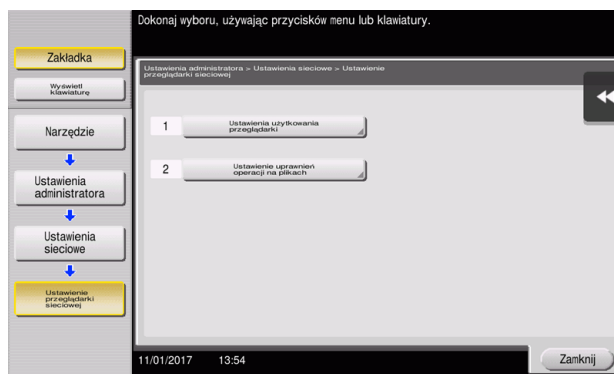 Dokonaj wyboru, używając przycisków menu lub klawiatury.
Zakładka
Wyświetl
klawiaturę
Narzędzie
Ustawienia
administratora
Ustawienia
sieciowe
Ustawienie
przeglądarki
sieciowej
Ustawienia administratora > Ustawienia sieciowe > Ustawienie
przeglądarki sieciowej
1 Ustawienia użytkowania
przeglądarki
2 Ustawienie uprawnień
operacji na plikach
11/01/2017 13:54
Zamknij